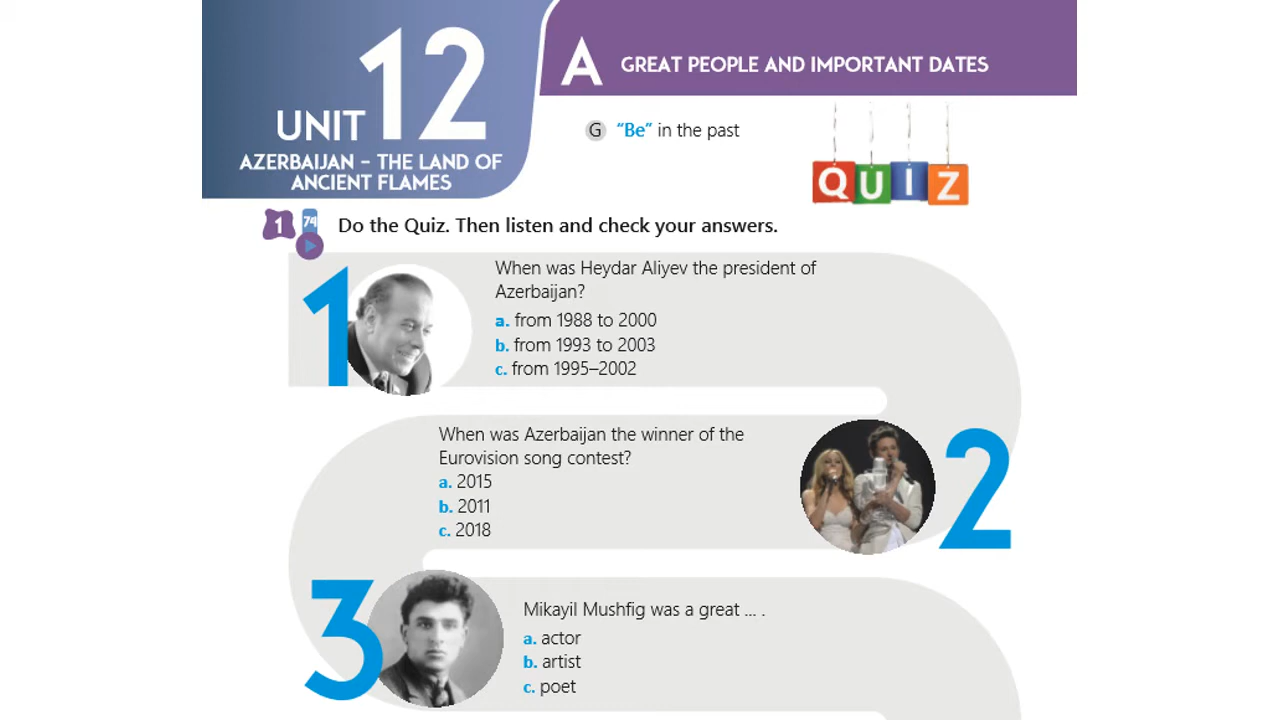 UNIT 12
AZERBAIJAN – THE LAND OF
ANCIENT FLAMES
A GREAT PEOPLE AND IMPORTANT DATES
G "Be" in the past
QUIZ
1 74 Do the Quiz. Then listen and check your answers.
1
When was Heydar Aliyev the president of
Azerbaijan?
a. from 1988 to 2000
b. from 1993 to 2003
c. from 1995–2002
2
When was Azerbaijan the winner of the
Eurovision song contest?
a. 2015
b. 2011
c. 2018
3
Mikayil Mushfig was a great ... .
a. actor
b. artist
c. poet